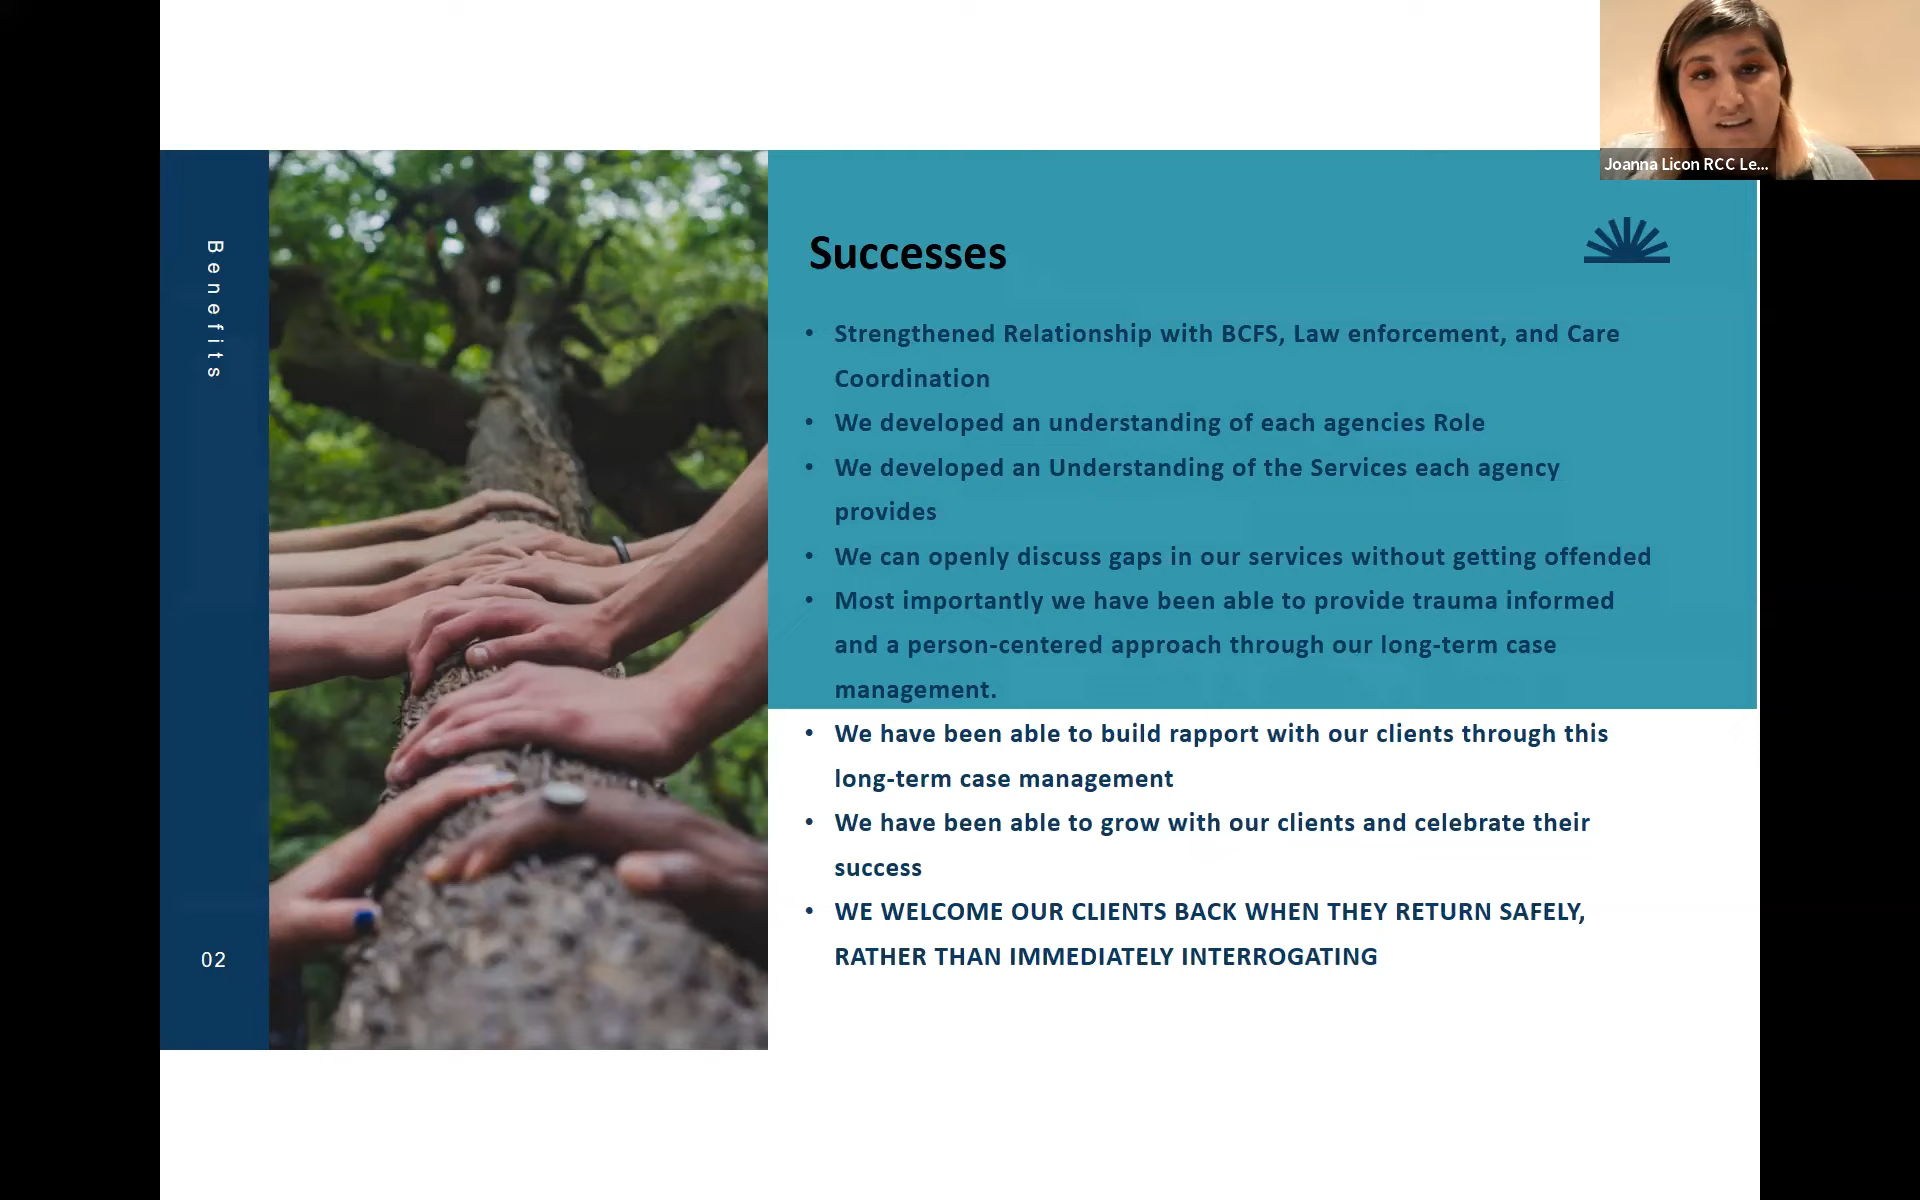 Joanna Licon RCC Le...
Benefits
02
Successes
• Strengthened Relationship with BCFS, Law enforcement, and Care
Coordination
• We developed an understanding of each agencies Role
• We developed an Understanding of the Services each agency
provides
• We can openly discuss gaps in our services without getting offended
• Most importantly we have been able to provide trauma informed
and a person-centered approach through our long-term case
management.
• We have been able to build rapport with our clients through this
long-term case management
• We have been able to grow with our clients and celebrate their
success
• WE WELCOME OUR CLIENTS BACK WHEN THEY RETURN SAFELY,
RATHER THAN IMMEDIATELY INTERROGATING